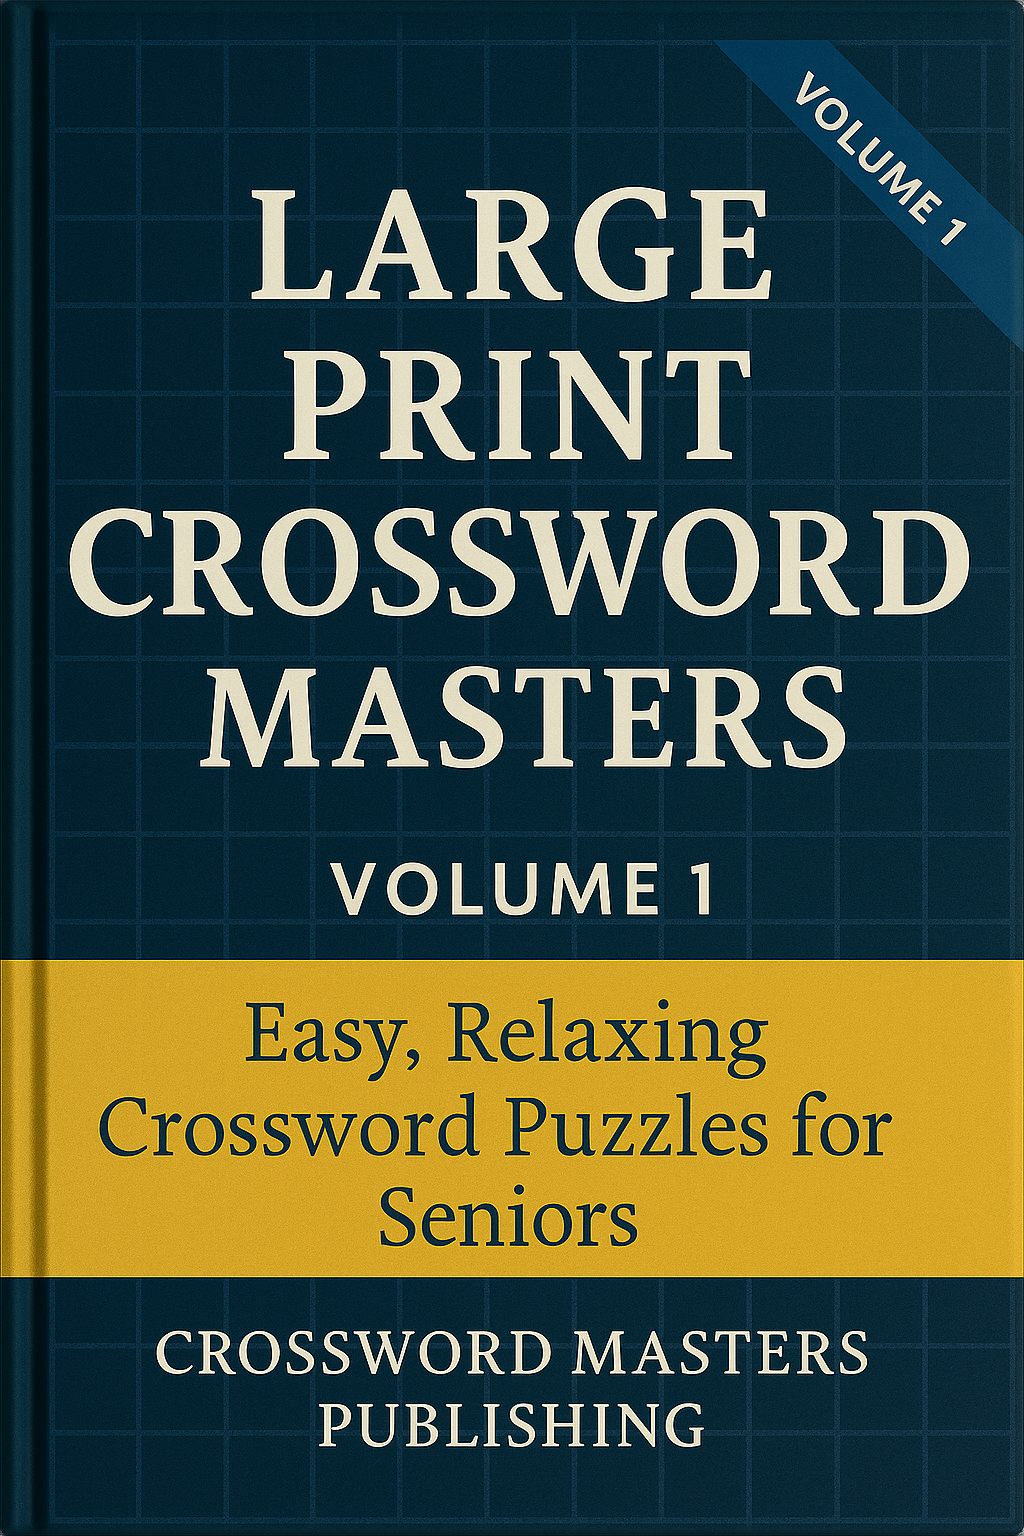 VOLUME 1
LARGE
PRINT
CROSSWORD
MASTERS
VOLUME 1
Easy, Relaxing
Crossword Puzzles for
Seniors
CROSSWORD MASTERS
PUBLISHING